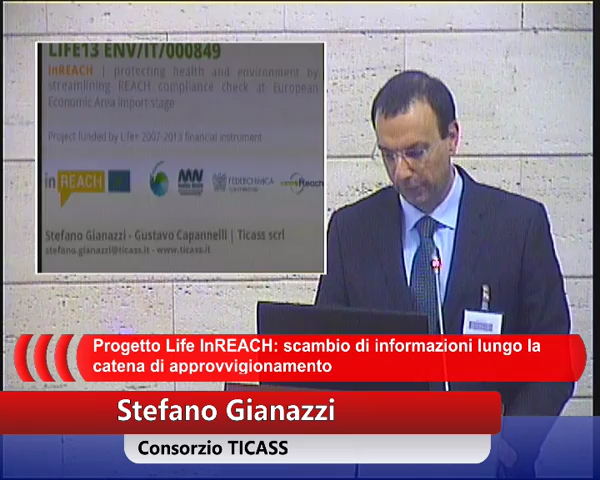 LIFE13 ENV/IT/000849
inREACH | protecting health and environment by
streamlining REACH compliance check at European
Economic Area import stage
Project funded by Life+ 2007-2013 financial instrument
in REACH
FEDERCHIMICA
Stefano Gianazzi - Gustavo Capannelli | Ticass scrl
stefano.gianazzi@ticass.it - www.ticass.it
Progetto Life InREACH: scambio di informazioni lungo la
catena di approvvigionamento
Stefano Gianazzi
Consorzio TICASS